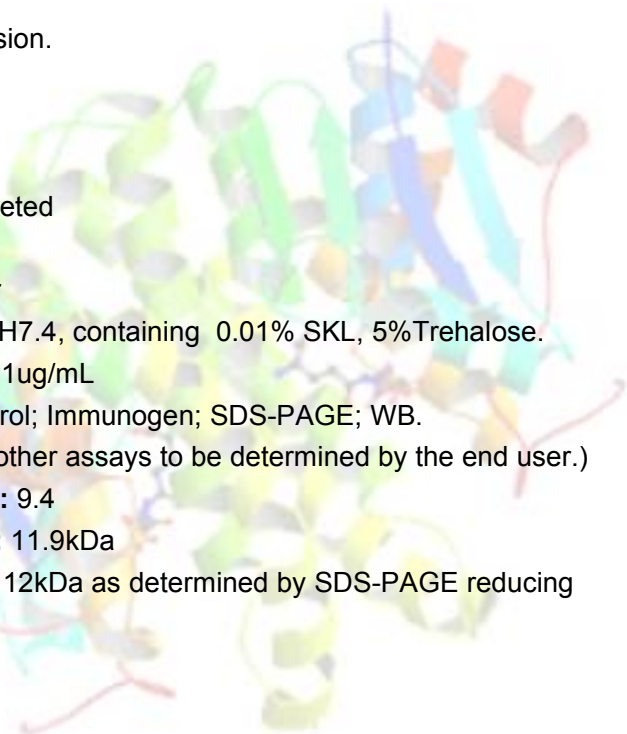 sion.
eted
H7.4, containing 0.01% SKL, 5%Trehalose.
1ug/mL
rol; Immunogen; SDS-PAGE; WB.
other assays to be determined by the end user.)
: 9.4
: 11.9kDa
12kDa as determined by SDS-PAGE reducing